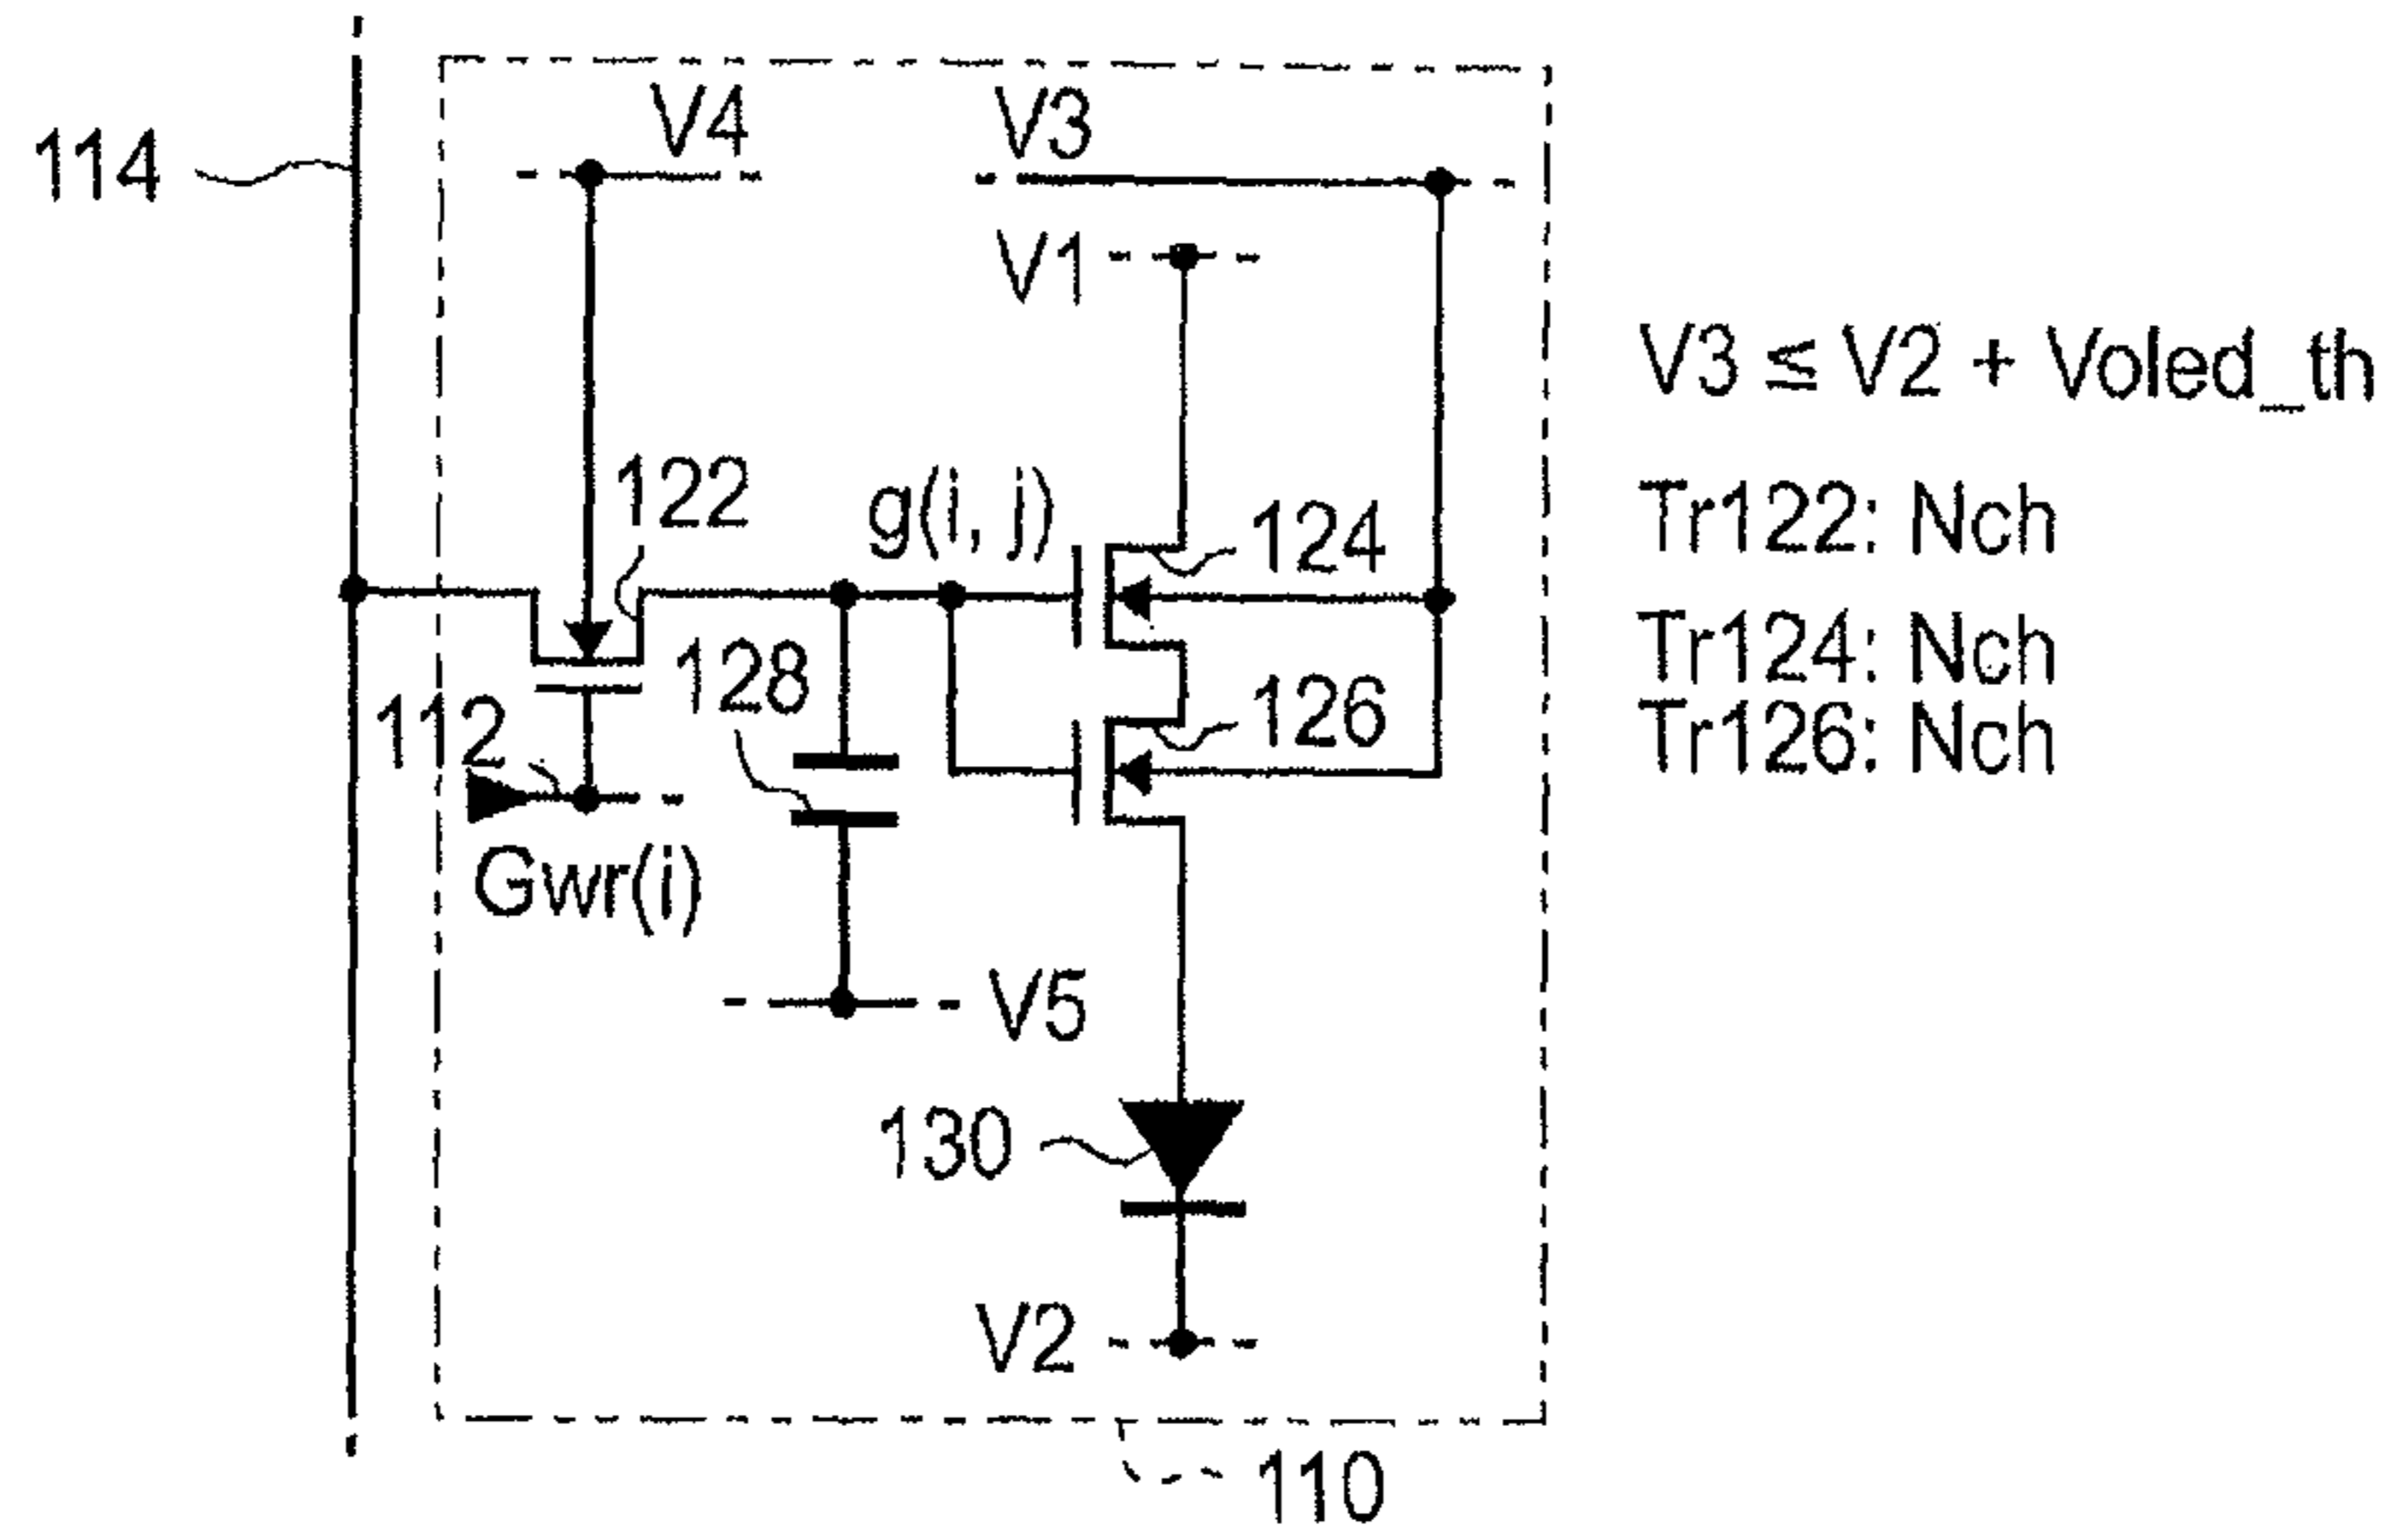 114
V4
V3
V1
V3 ≤ V2 + Voled_th
122
g(i, j)
124
Tr122: Nch
128
126
Tr124: Nch
112
Tr126: Nch
Gwr(i)
V5
130
V2
110